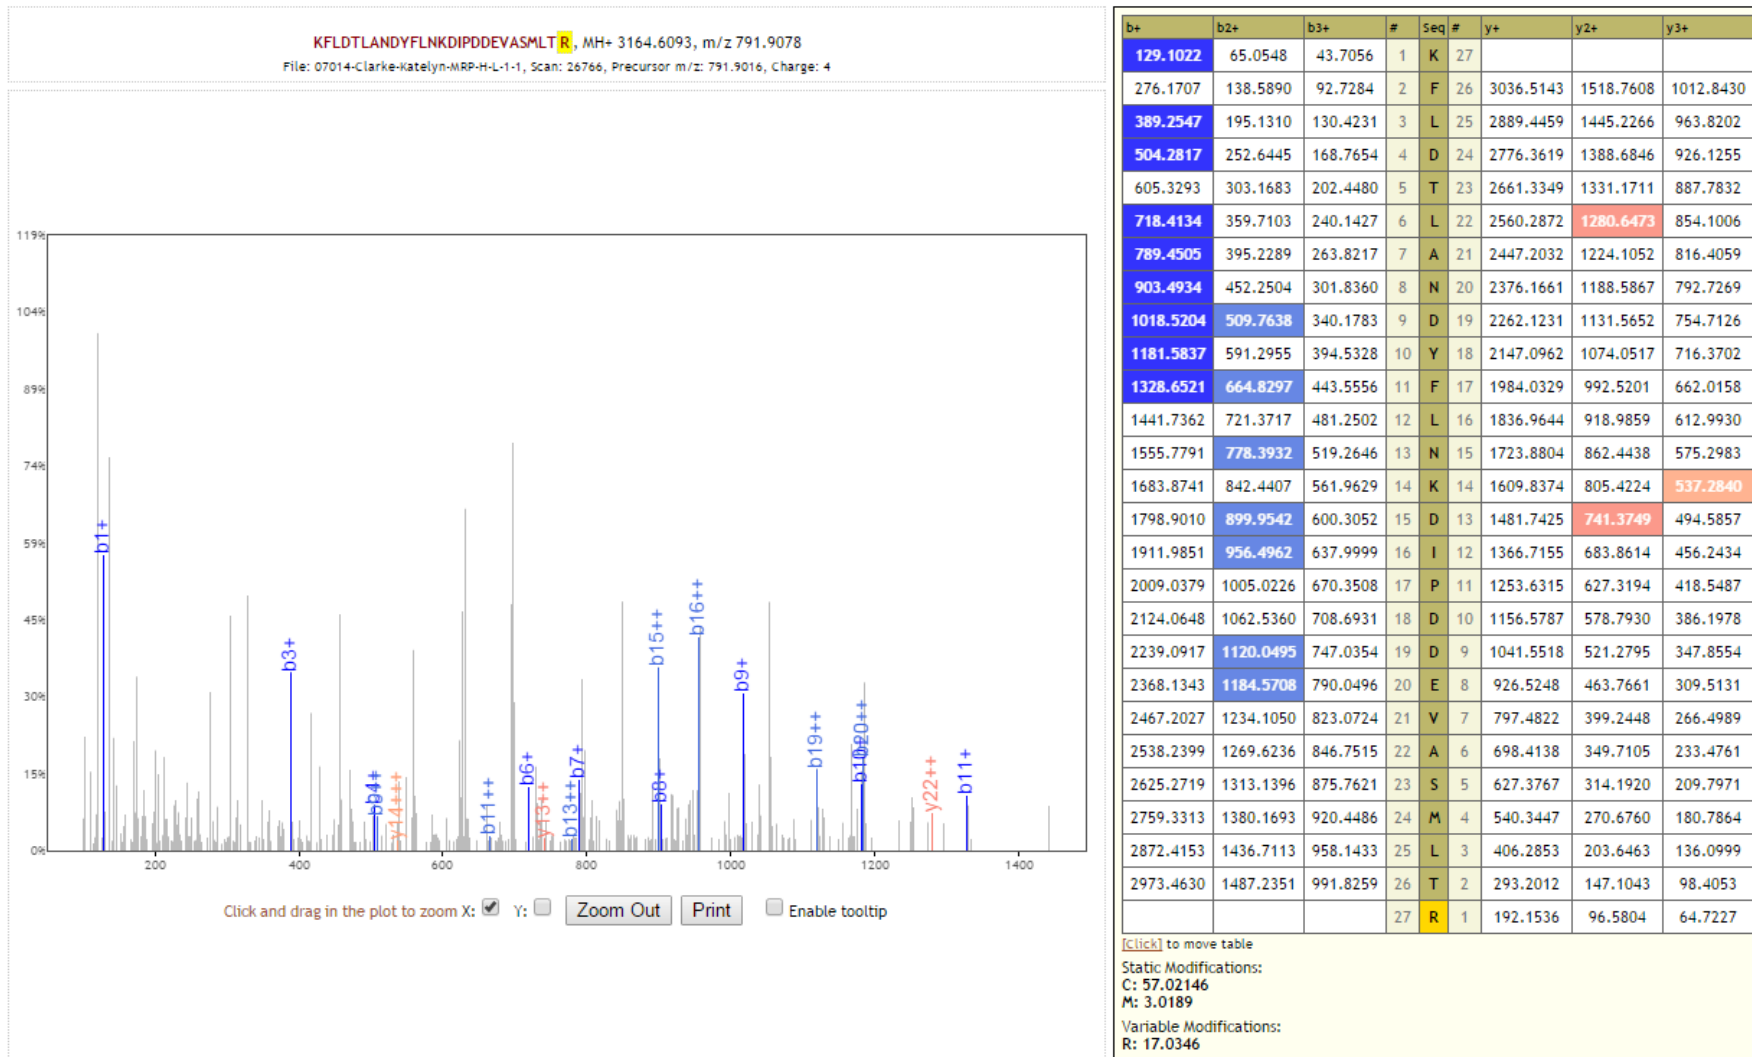 KFLDTLANDYFLNKDIPDDEVASMLTR, MH+ 3164.6093, m/z 791.9078
File: 07014-Clarke-Katelyn-MRP-H-L-1-1, Scan: 26766, Precursor m/z: 791.9016, Charge: 4
119%
104%
89%
74%
59%
45%
30%
15%
0%
b1+
b3+
b4+
y14+++
b11++
b6+
y13++
b13++
b7+
b15++
b8+
b16++
b9+
b19++
b20++
y22++
b11+
200 400 600 800 1000 1200 1400
Click and drag in the plot to zoom X: Y: Zoom Out Print Enable tooltip
b+ b2+ b3+ # Seq # y+ y2+ y3+
129.1022 65.0548 43.7056 1 K 27
276.1707 138.5890 92.7284 2 F 26 3036.5143 1518.7608 1012.8430
389.2547 195.1310 130.4231 3 L 25 2889.4459 1445.2266 963.8202
504.2817 252.6445 168.7654 4 D 24 2776.3619 1388.6846 926.1255
605.3293 303.1683 202.4480 5 T 23 2661.3349 1331.1711 887.7832
718.4134 359.7103 240.1427 6 L 22 2560.2872 1280.6473 854.1006
789.4505 395.2289 263.8217 7 A 21 2447.2032 1224.1052 816.4059
903.4934 452.2504 301.8360 8 N 20 2376.1661 1188.5867 792.7269
1018.5204 509.7638 340.1783 9 D 19 2262.1231 1131.5652 754.7126
1181.5837 591.2955 394.5328 10 Y 18 2147.0962 1074.0517 716.3702
1328.6521 664.8297 443.5556 11 F 17 1984.0329 992.5201 662.0158
1441.7362 721.3717 481.2502 12 L 16 1836.9644 918.9859 612.9930
1555.7791 778.3932 519.2646 13 N 15 1723.8804 862.4438 575.2983
1683.8741 842.4407 561.9629 14 K 14 1609.8374 805.4224 537.2840
1798.9010 899.9542 600.3052 15 D 13 1481.7425 741.3749 494.5857
1911.9851 956.4962 637.9999 16 I 12 1366.7155 683.8614 456.2434
2009.0379 1005.0226 670.3508 17 P 11 1253.6315 627.3194 418.5487
2124.0648 1062.5360 708.6931 18 D 10 1156.5787 578.7930 386.1978
2239.0917 1120.0495 747.0354 19 D 9 1041.5518 521.2795 347.8554
2368.1343 1184.5708 790.0496 20 E 8 926.5248 463.7661 309.5131
2467.2027 1234.1050 823.0724 21 V 7 797.4822 399.2448 266.4989
2538.2399 1269.6236 846.7515 22 A 6 698.4138 349.7105 233.4761
2625.2719 1313.1396 875.7621 23 S 5 627.3767 314.1920 209.7971
2759.3313 1380.1693 920.4486 24 M 4 540.3447 270.6760 180.7864
2872.4153 1436.7113 958.1433 25 L 3 406.2853 203.6463 136.0999
2973.4630 1487.2351 991.8259 26 T 2 293.2012 147.1043 98.4053
27 R 1 192.1536 96.5804 64.7227
[Click] to move table
Static Modifications:
C: 57.02146
M: 3.0189
Variable Modifications:
R: 17.0346